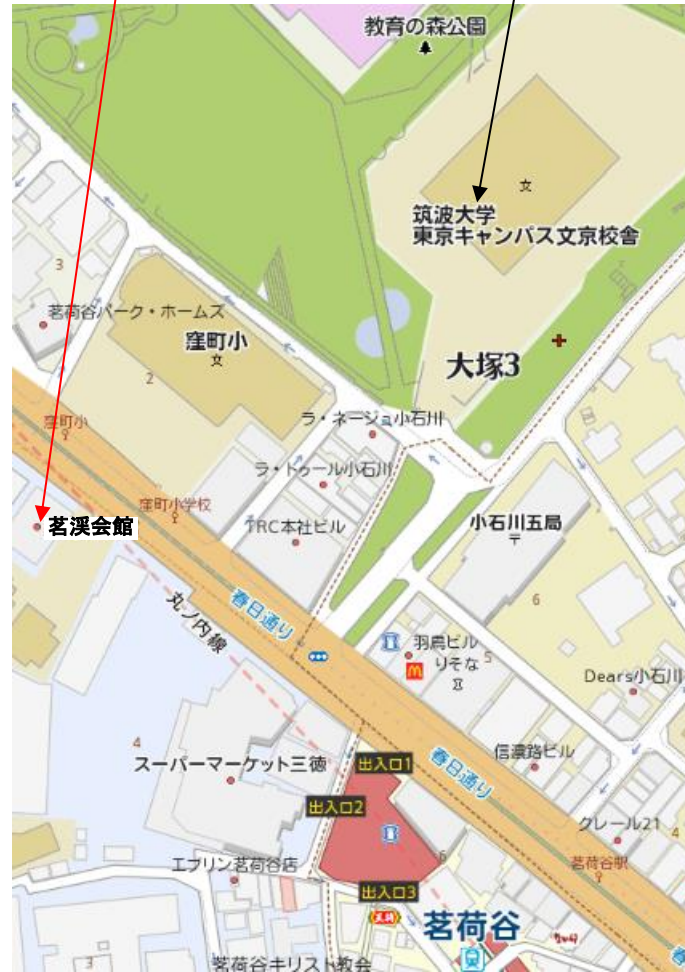 教育の森公園
文
筑波大学
東京キャンパス文京校舎
3
茗荷谷パーク・ホームズ
窪町小
文
2
大塚3
窪町小
ラ・ネージュ小石川
ラ・トゥール小石川
窪町小学校
茗渓会館
TRC本社ビル
小石川五局
〒
6
丸ノ内線
春日通り
羽鳥ビル
りそな
5
Dears小石川
4
スーパーマーケット三徳
出入口1
信濃路ビル
春日通り
出入口2
クレール21
4
6
エブリン茗荷谷店
茗荷谷駅
出入口3
茗荷谷
3
茗荷谷キリスト教会
春